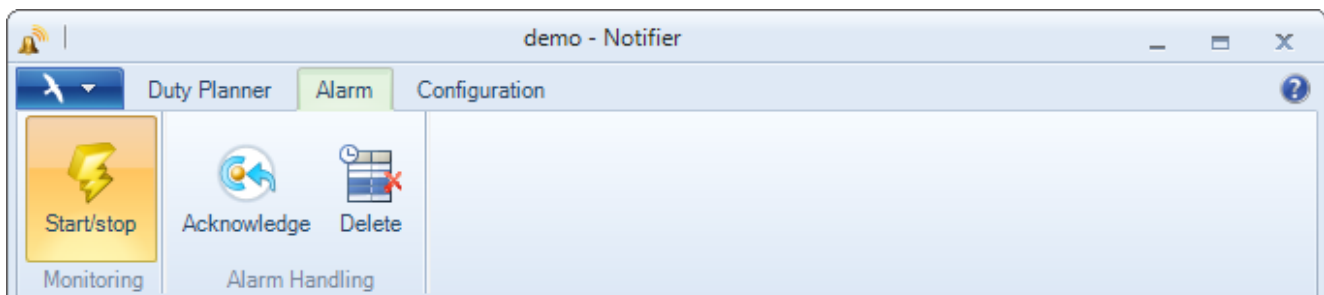 demo - Notifier
Duty Planner Alarm Configuration
Start/stop Acknowledge Delete
Monitoring Alarm Handling